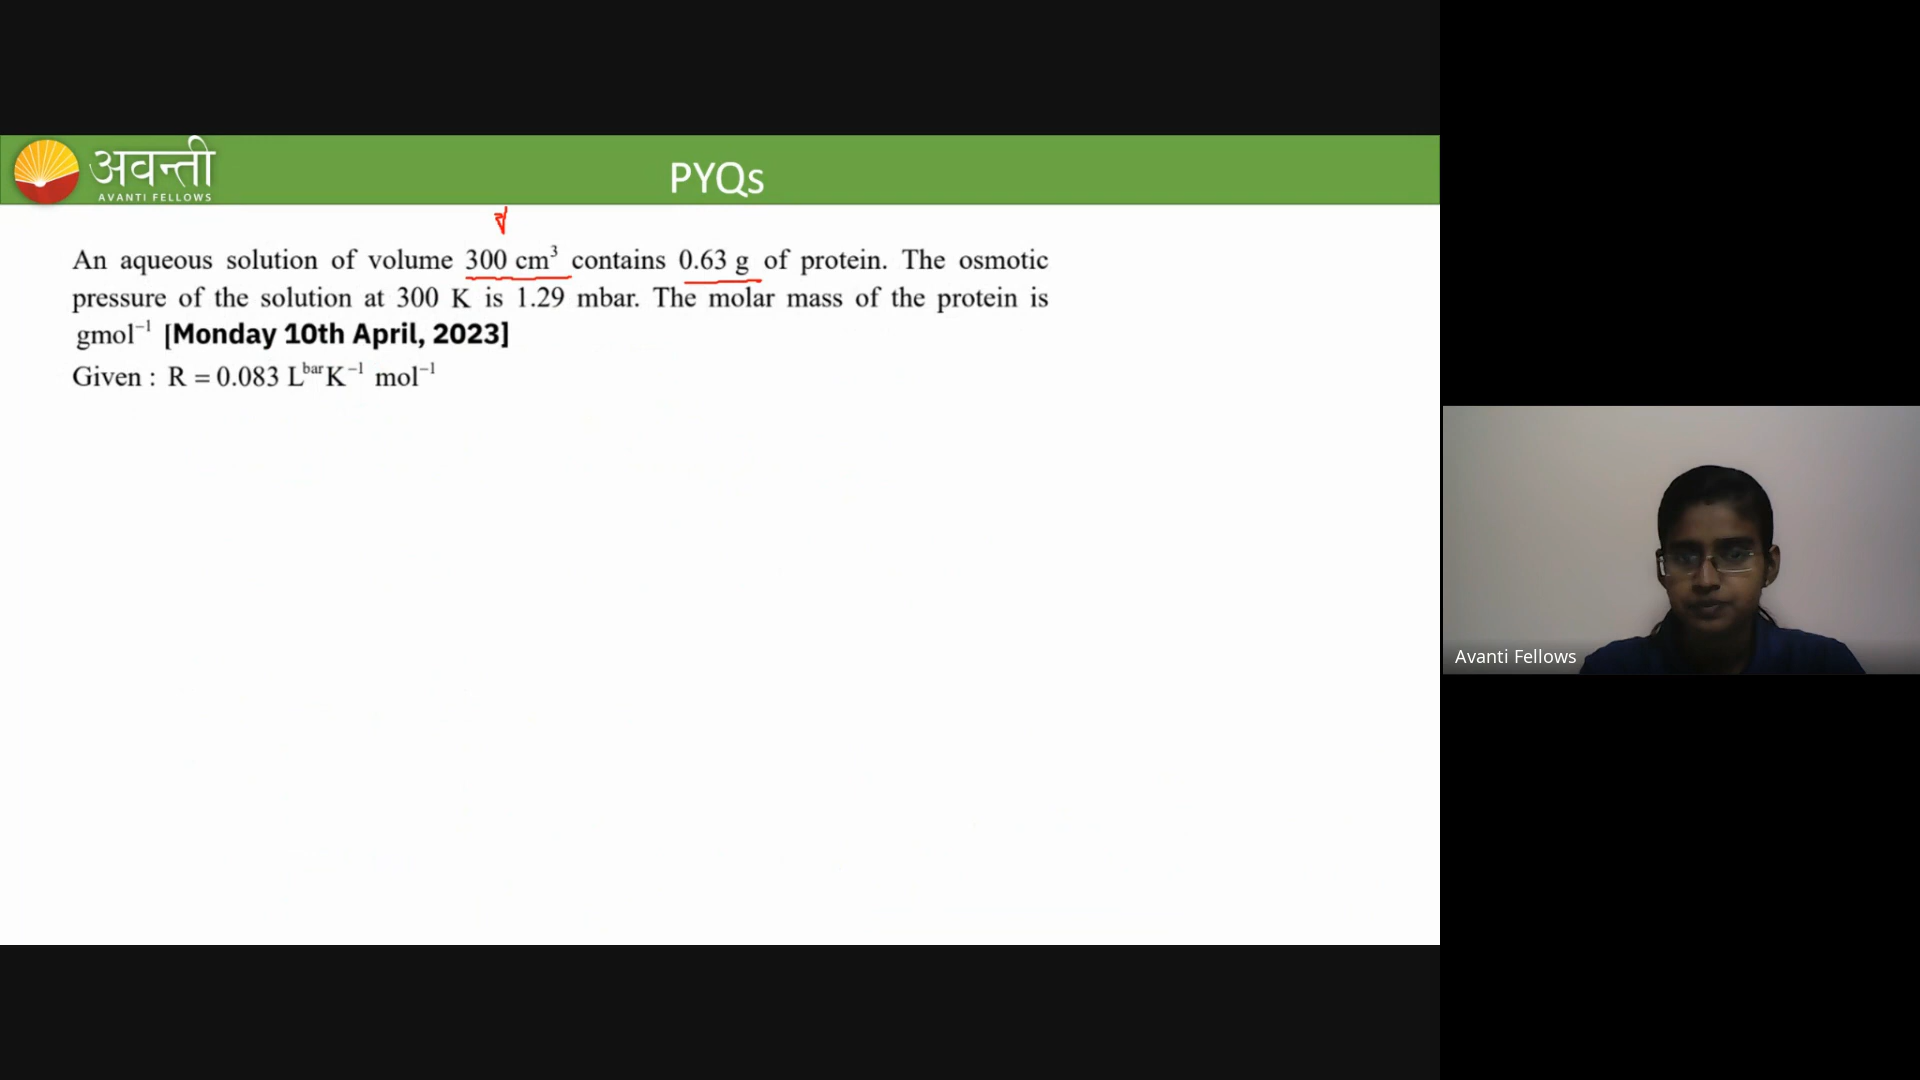 अवन्ती
AVANTI FELLOWS
PYQs
An aqueous solution of volume 300 cm³ contains 0.63 g of protein. The osmotic
pressure of the solution at 300 K is 1.29 mbar. The molar mass of the protein is
gmol⁻¹ [Monday 10th April, 2023]
Given : R = 0.083 Lᵇᵃʳ K⁻¹ mol⁻¹
Avanti Fellows